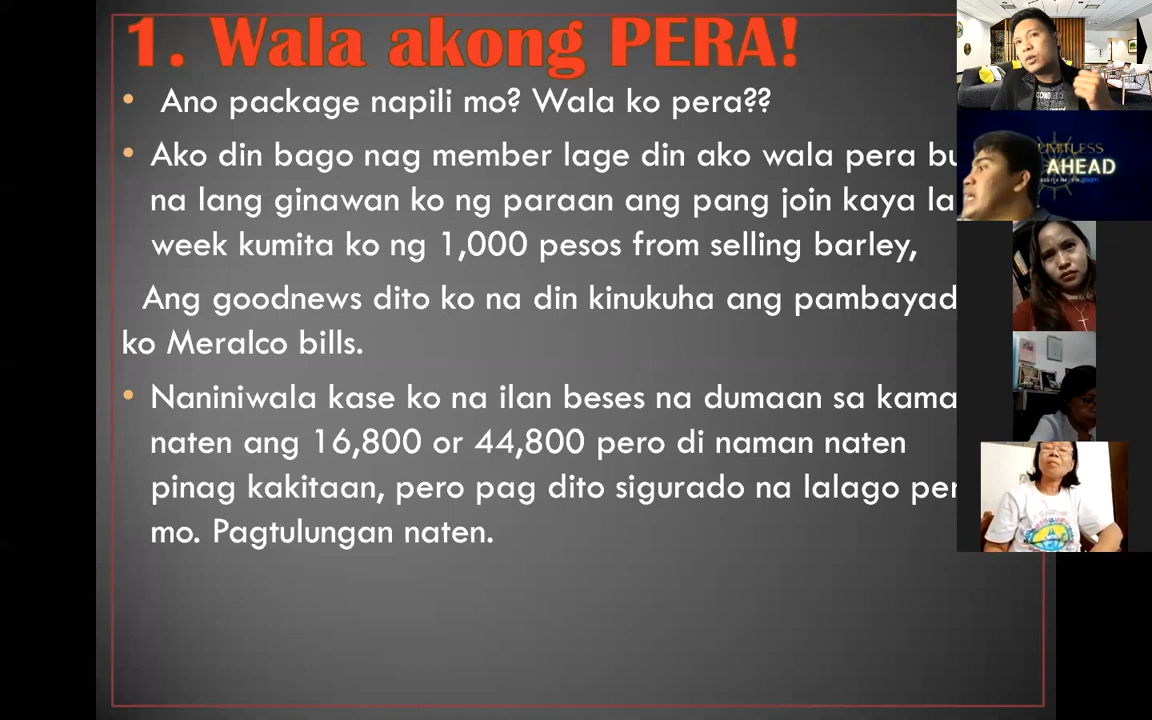 1. Wala akong PERA!
Ano package napili mo? Wala ko pera??
Ako din bago nag member lage din ako wala pera
na lang ginawan ko ng paraan ang pang join kaya
week kumita ko ng 1,000 pesos from selling barley,
Ang goodnews dito ko na din kinukuha ang pambayad
ko Meralco bills.
Naniniwala kase ko na ilan beses na dumaan sa
naten ang 16,800 or 44,800 pero di naman naten
pinag kakitaan, pero pag dito sigurado na lalago
mo. Pagtulungan naten.
AHEAD